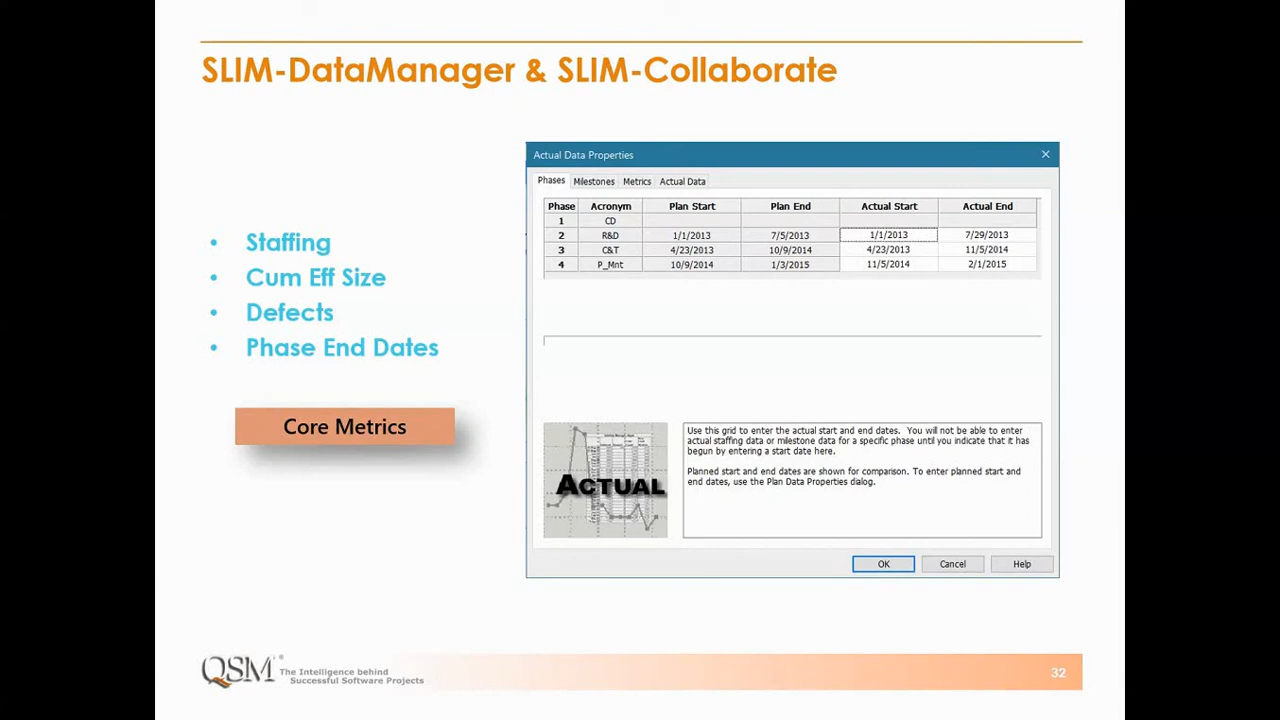 SLIM-DataManager & SLIM-Collaborate
• Staffing
• Cum Eff Size
• Defects
• Phase End Dates
Core Metrics
Actual Data Properties
Phases Milestones Metrics Actual Data
Phase Acronym Plan Start Plan End Actual Start Actual End
1 CD
2 R&D 1/1/2013 7/5/2013 1/1/2013 7/29/2013
3 C&T 4/23/2013 10/9/2014 4/23/2013 11/5/2014
4 P_Mnt 10/9/2014 1/3/2015 11/5/2014 2/1/2015
ACTUAL
Use this grid to enter the actual start and end dates. You will not be able to enter
actual staffing data or milestone data for a specific phase until you indicate that it has
begun by entering a start date here.
Planned start and end dates are shown for comparison. To enter planned start and
end dates, use the Plan Data Properties dialog.
OK Cancel Help
QSM®
The Intelligence behind
Successful Software Projects
32